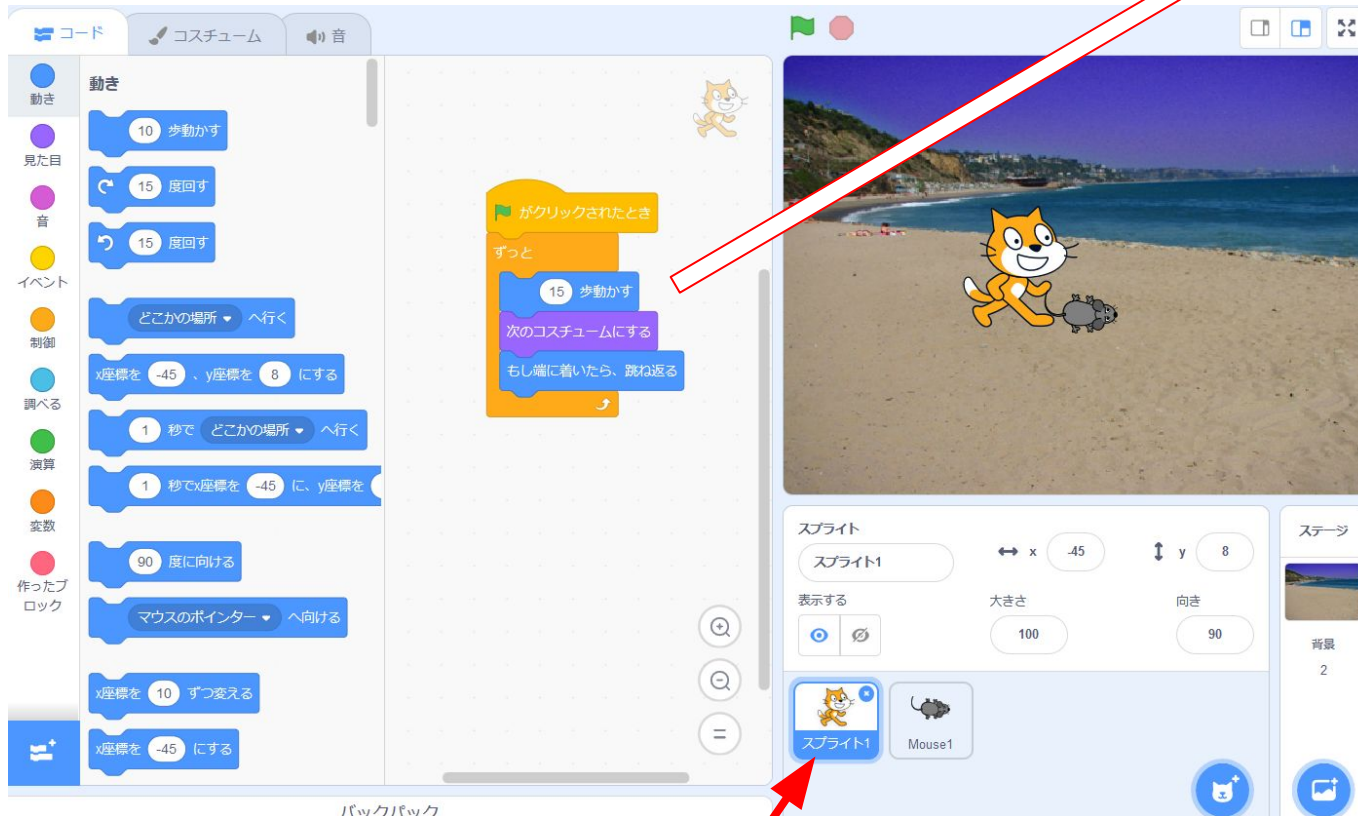 コード
コスチューム
音
動き
見た目
音
イベント
制御
調べる
演算
変数
作ったブ
ロック
動き
10 歩動かす
15 度回す
15 度回す
どこかの場所 へ行く
x座標を -45 、y座標を 8 にする
1 秒で どこかの場所 へ行く
1 秒でx座標を -45 に、y座標を
90 度に向ける
マウスのポインター へ向ける
x座標を 10 ずつ変える
x座標を -45 にする
がクリックされたとき
ずっと
15 歩動かす
次のコスチュームにする
もし端に着いたら、跳ね返る
バックパック
スプライト
スプライト1
x -45
y 8
表示する
大きさ
100
向き
90
スプライト1
Mouse1
ステージ
背景
2